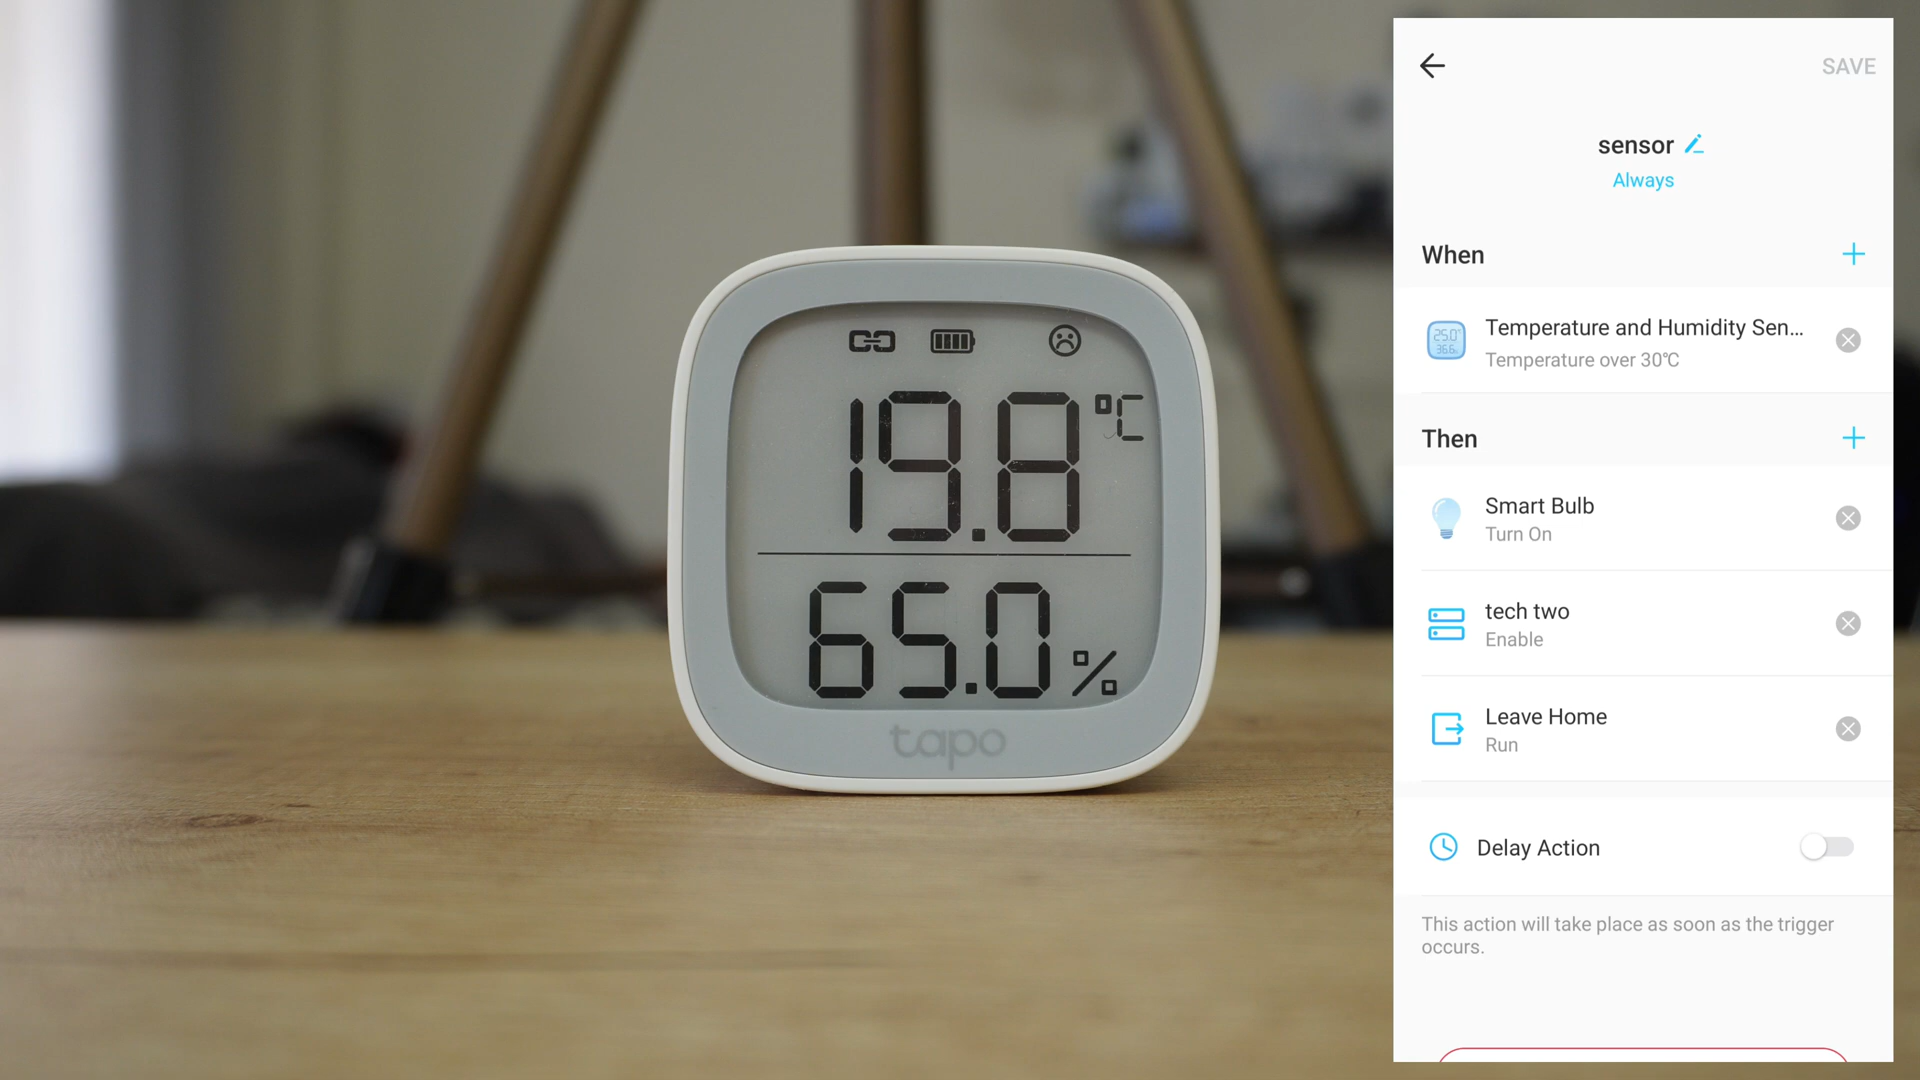 19.8 °C
65.0 %
tapo
SAVE
sensor
Always
When
Temperature and Humidity Sen...
Temperature over 30℃
Then
Smart Bulb
Turn On
tech two
Enable
Leave Home
Run
Delay Action
This action will take place as soon as the trigger
occurs.